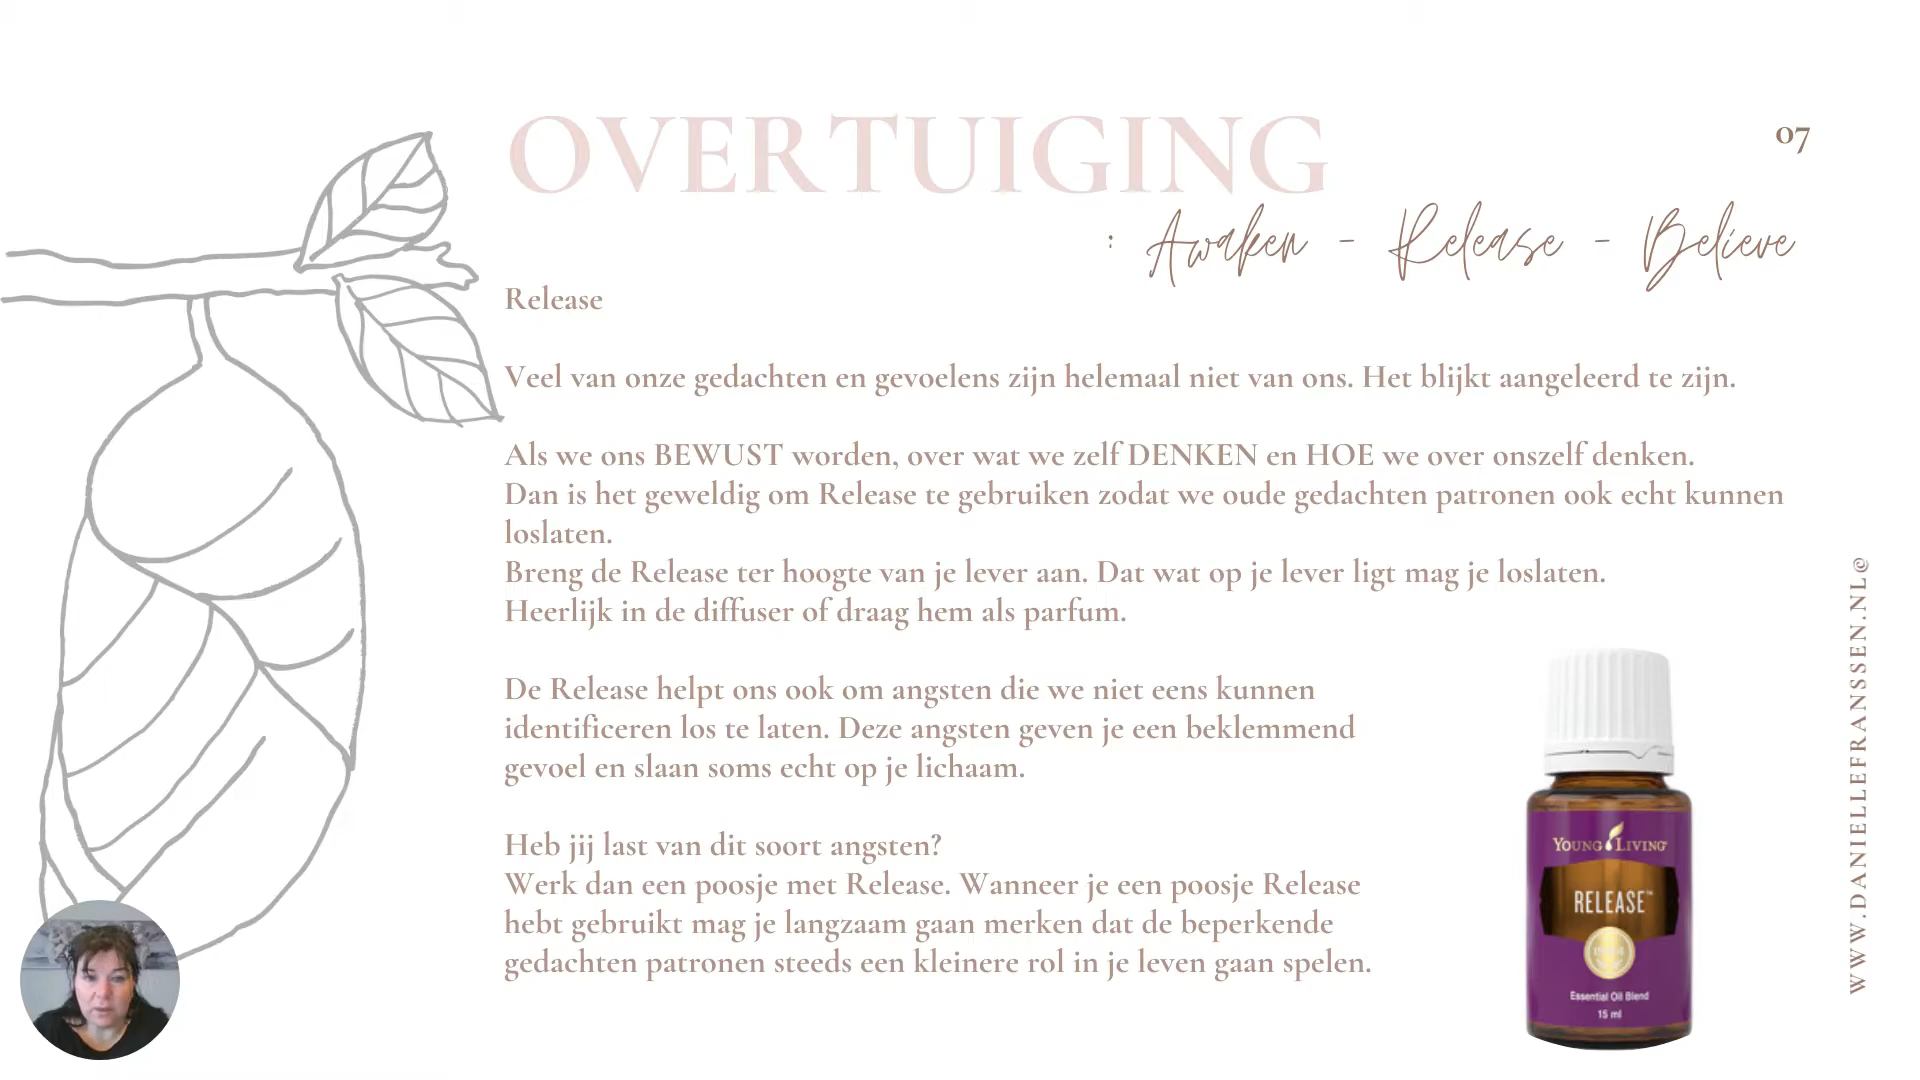 OVERTUIGING
07
: Awaken - Release - Believe
Release
Veel van onze gedachten en gevoelens zijn helemaal niet van ons. Het blijkt aangeleerd te zijn.
Als we ons BEWUST worden, over wat we zelf DENKEN en HOE we over onszelf denken.
Dan is het geweldig om Release te gebruiken zodat we oude gedachten patronen ook echt kunnen
loslaten.
Breng de Release ter hoogte van je lever aan. Dat wat op je lever ligt mag je loslaten.
Heerlijk in de diffuser of draag hem als parfum.
De Release helpt ons ook om angsten die we niet eens kunnen
identificeren los te laten. Deze angsten geven je een beklemmend
gevoel en slaan soms echt op je lichaam.
Heb jij last van dit soort angsten?
Werk dan een poosje met Release. Wanneer je een poosje Release
hebt gebruikt mag je langzaam gaan merken dat de beperkende
gedachten patronen steeds een kleinere rol in je leven gaan spelen.
YOUNG LIVING
RELEASE™
Essential Oil Blend
15 ml
WWW.DANIELLEFRANSSEN.NL@